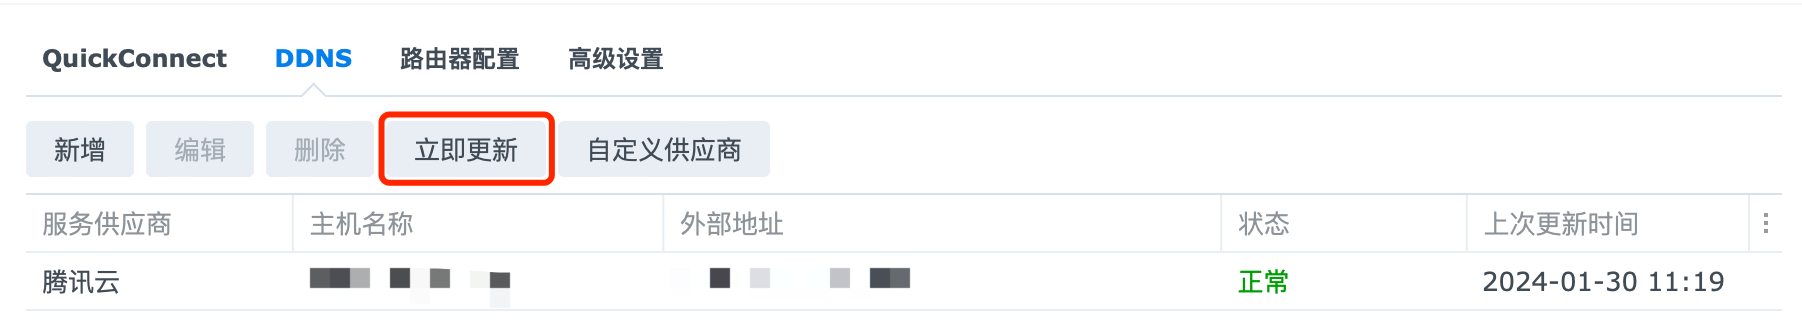 QuickConnect DDNS 路由器配置 高级设置
新增 编辑 删除 立即更新 自定义供应商
服务供应商 主机名称 外部地址 状态 上次更新时间
腾讯云 正常 2024-01-30 11:19